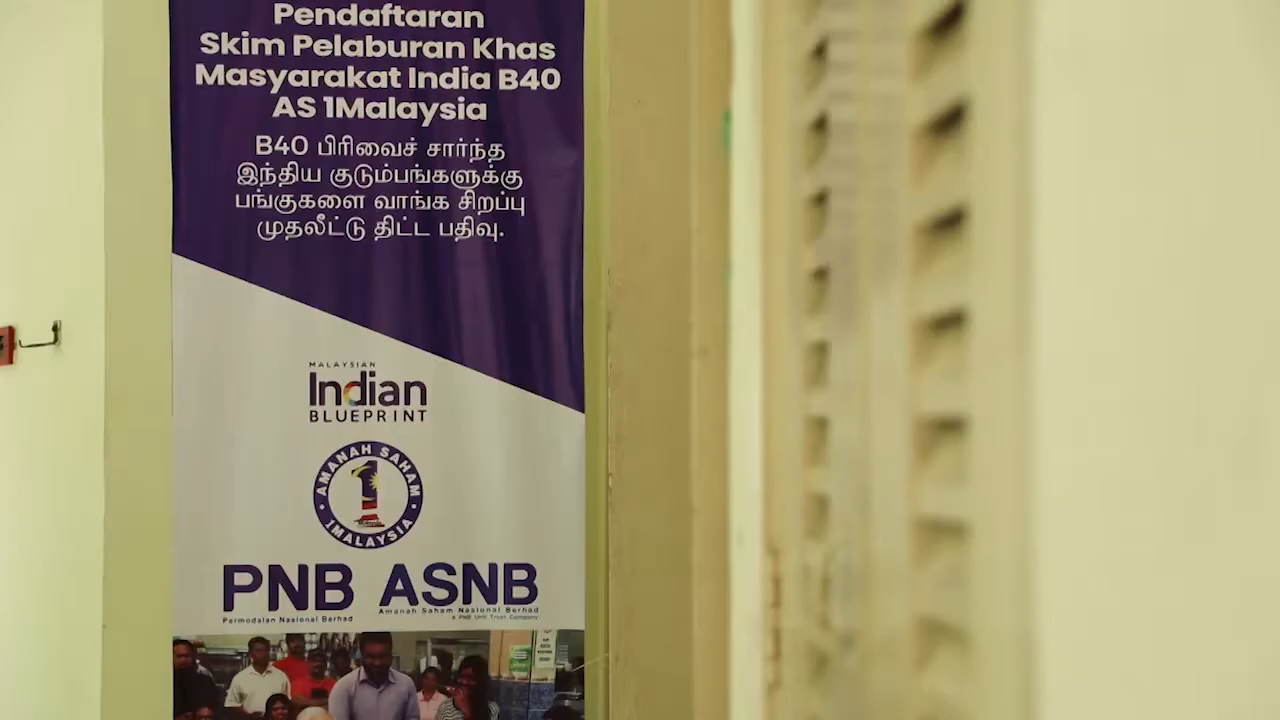 Pendaftaran
Skim Pelaburan Khas
Masyarakat India B40
AS 1Malaysia
B40 பிரிவைச் சார்ந்த
இந்திய குடும்பங்களுக்கு
பங்குகளை வாங்க சிறப்பு
முதலீட்டு திட்ட பதிவு.
MALAYSIAN
Indian
BLUEPRINT
AMANAH SAHAM
1
1MALAYSIA
PNB ASNB
Permodalan Nasional Berhad Amanah Saham Nasional Berhad
A PNB Unit Trust Company